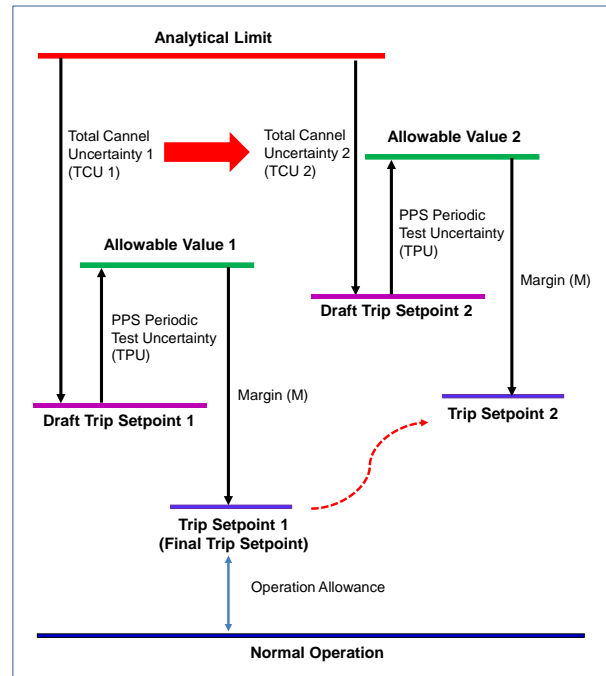 Analytical Limit
Total Cannel
Uncertainty 1
(TCU 1)
Total Cannel
Uncertainty 2
(TCU 2)
Allowable Value 2
PPS Periodic
Test Uncertainty
(TPU)
Margin (M)
Allowable Value 1
PPS Periodic
Test Uncertainty
(TPU)
Draft Trip Setpoint 2
Margin (M)
Draft Trip Setpoint 1
Trip Setpoint 2
Trip Setpoint 1
(Final Trip Setpoint)
Operation Allowance
Normal Operation